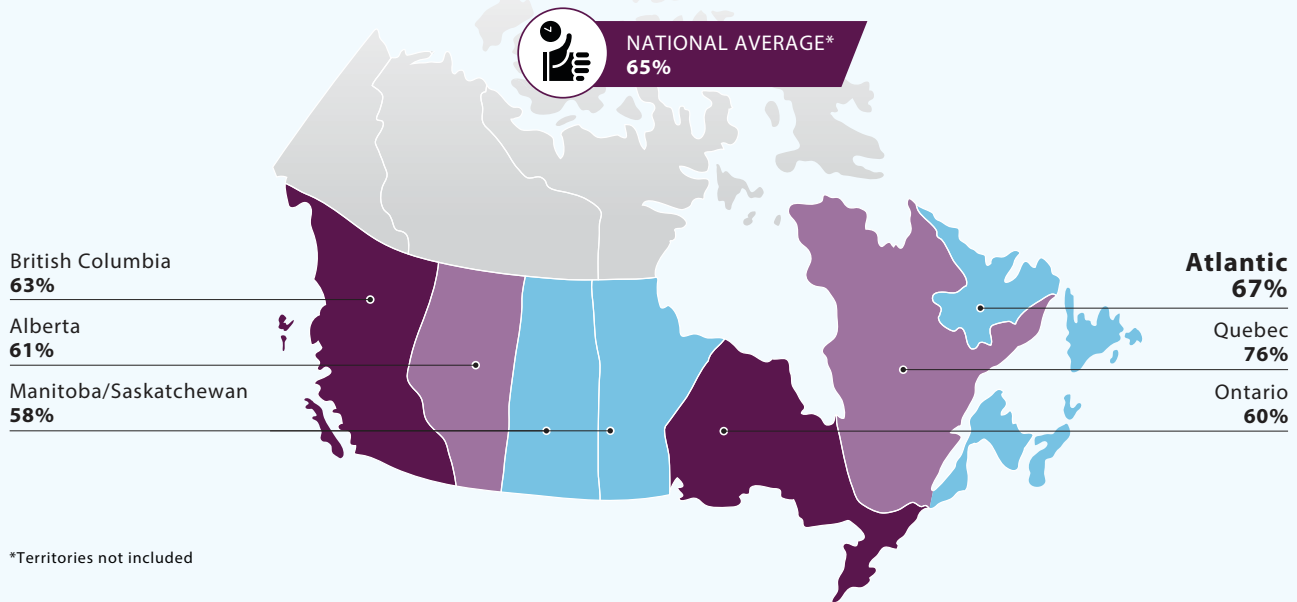 NATIONAL AVERAGE*
65%
British Columbia
63%
Alberta
61%
Manitoba/Saskatchewan
58%
Atlantic
67%
Quebec
76%
Ontario
60%
*Territories not included